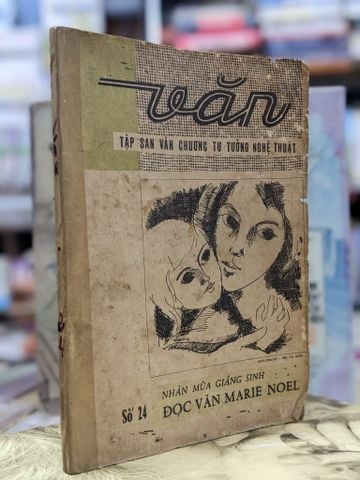 văn
TẬP SAN VĂN CHƯƠNG TƯ TƯỞNG NGHỆ THUẬT
NHÂN MÙA GIÁNG SINH
Số 24
ĐỌC VĂN MARIE NOEL